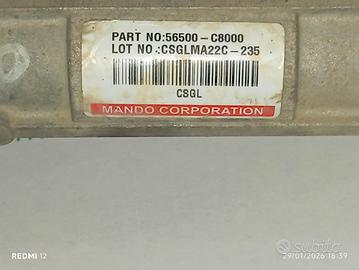 PART NO:56500-C8000
LOT NO.:CSGLMA22C-235
CSGL
MANDO CORPORATION
REDMI 12
subito
29/01/2026 16:39